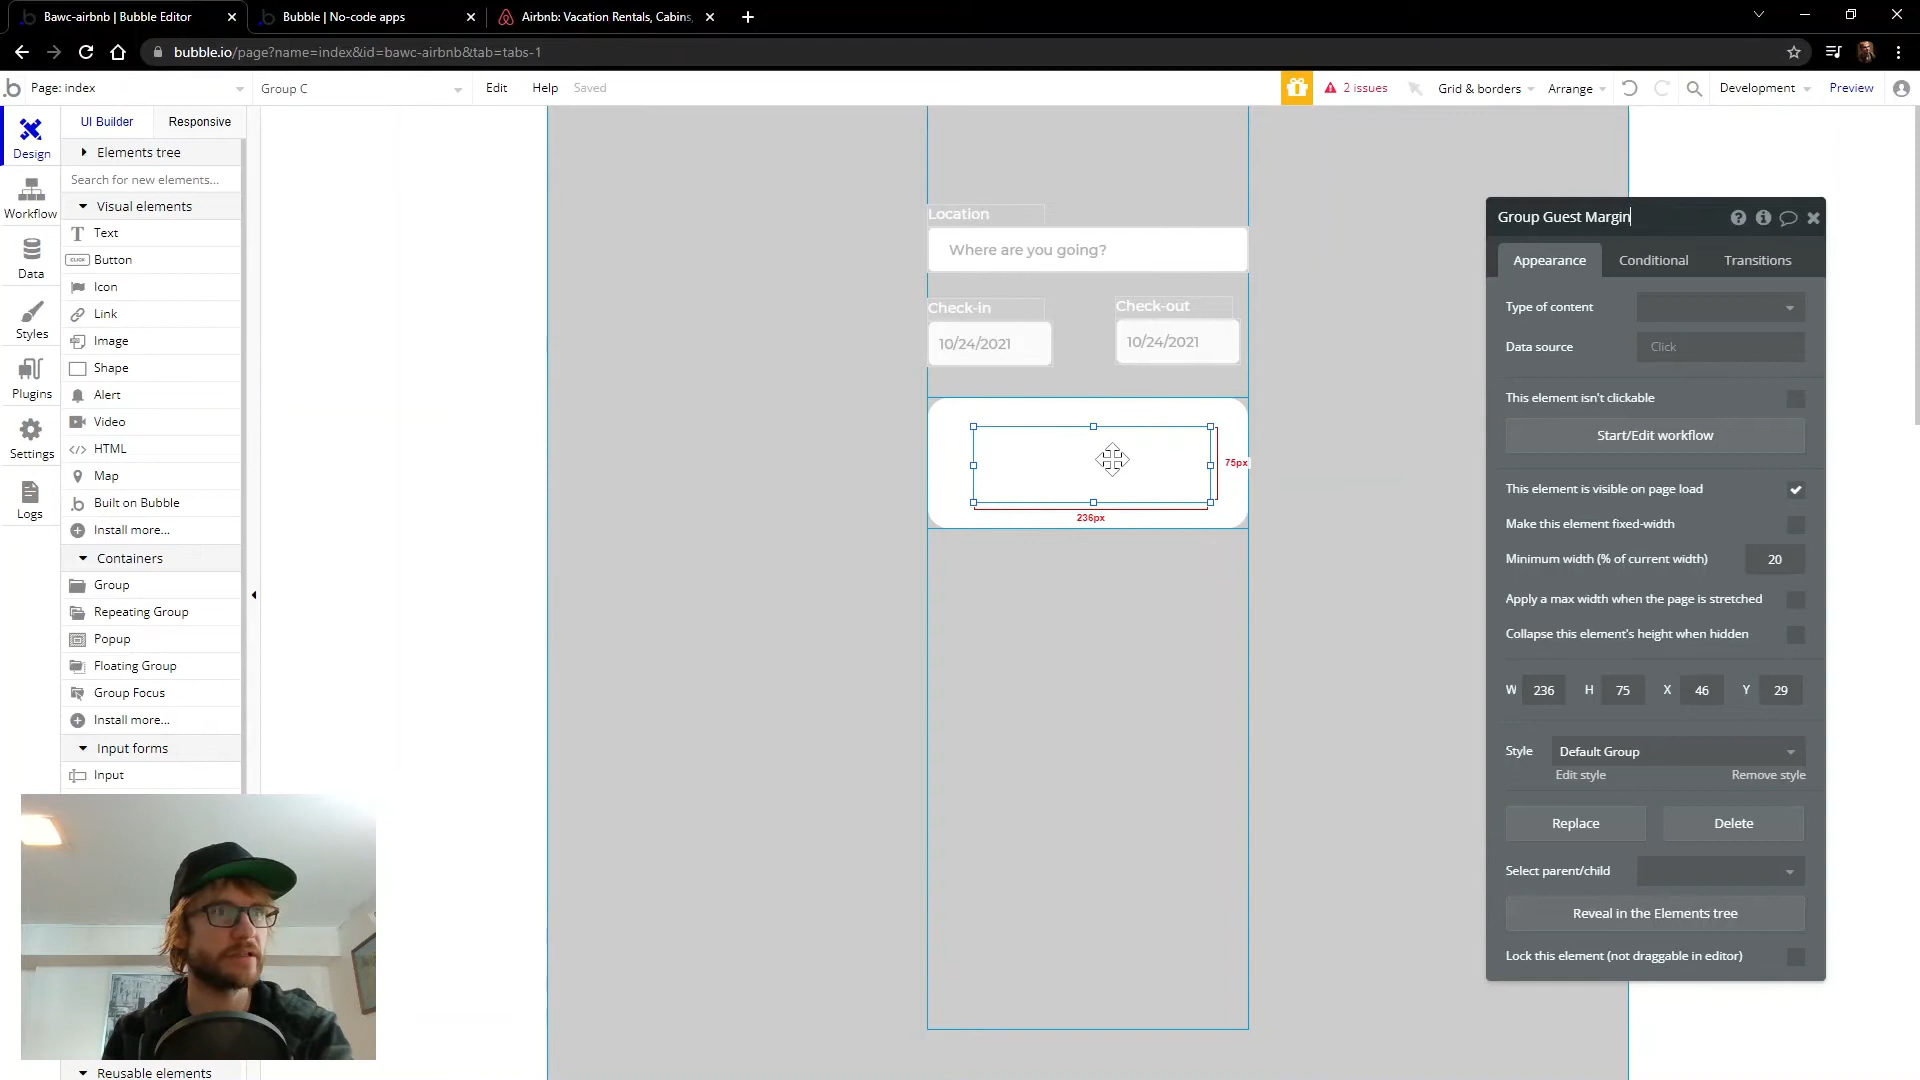 Bawc-airbnb | Bubble Editor
Bubble | No-code apps
Airbnb: Vacation Rentals, Cabins,
bubble.io/page?name=index&id=bawc-airbnb&tab=tabs-1
Page: index
Group C
Edit
Help
Saved
2 issues
Grid & borders
Arrange
Development
Preview
Design
Workflow
Data
Styles
Plugins
Settings
Logs
UI Builder
Responsive
Elements tree
Search for new elements...
Visual elements
Text
CLICK
Button
Icon
Link
Image
Shape
Alert
Video
HTML
Map
Built on Bubble
Install more...
Containers
Group
Repeating Group
Popup
Floating Group
Group Focus
Install more...
Input forms
Input
Reusable elements
Location
Where are you going?
Check-in
Check-out
10/24/2021
10/24/2021
75px
236px
Group Guest Margin
Appearance
Conditional
Transitions
Type of content
Data source
Click
This element isn't clickable
Start/Edit workflow
This element is visible on page load
Make this element fixed-width
Minimum width (% of current width)
20
Apply a max width when the page is stretched
Collapse this element's height when hidden
W 236 H 75 X 46 Y 29
Style
Default Group
Edit style
Remove style
Replace
Delete
Select parent/child
Reveal in the Elements tree
Lock this element (not draggable in editor)